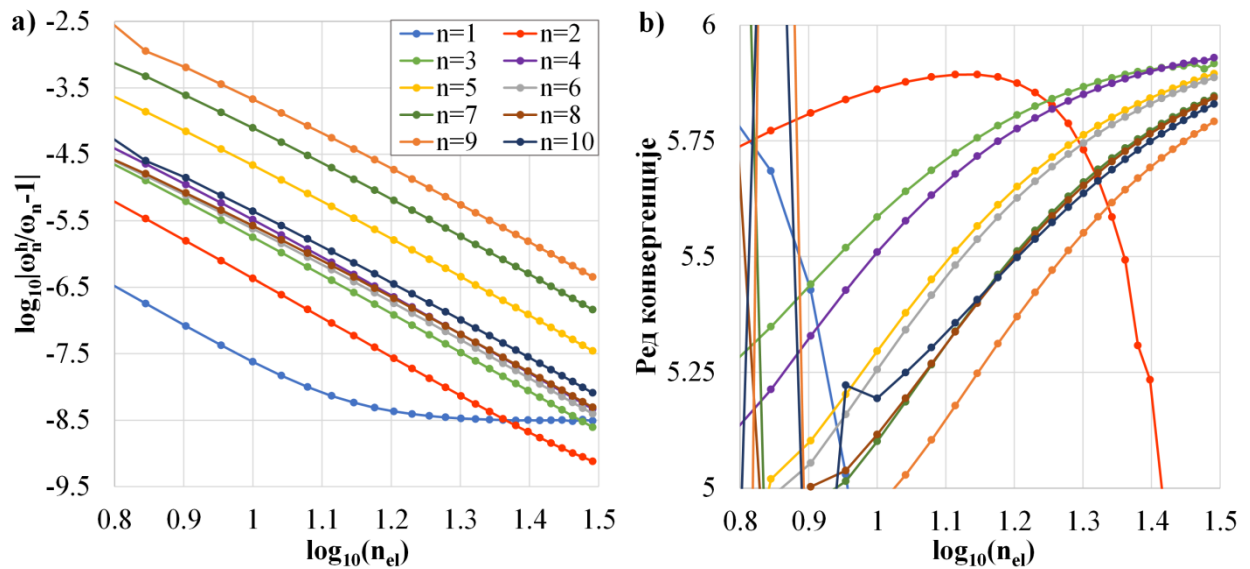 a)
log₁₀|ωₙʰ/ωₙ-1|
-2.5
-3.5
-4.5
-5.5
-6.5
-7.5
-8.5
-9.5
n=1 n=2
n=3 n=4
n=5 n=6
n=7 n=8
n=9 n=10
0.8 0.9 1 1.1 1.2 1.3 1.4 1.5
log₁₀(nₑₗ)
b)
Ред конвергенције
6
5.75
5.5
5.25
5
0.8 0.9 1 1.1 1.2 1.3 1.4 1.5
log₁₀(nₑₗ)